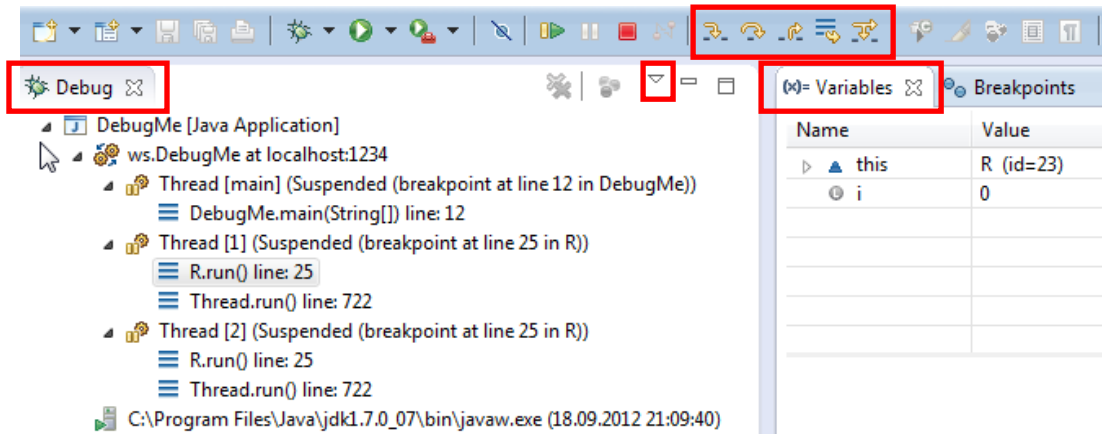 Debug
(x)= Variables Breakpoints
DebugMe [Java Application]
Name Value
ws.DebugMe at localhost:1234
this R (id=23)
Thread [main] (Suspended (breakpoint at line 12 in DebugMe))
i 0
DebugMe.main(String[]) line: 12
Thread [1] (Suspended (breakpoint at line 25 in R))
R.run() line: 25
Thread.run() line: 722
Thread [2] (Suspended (breakpoint at line 25 in R))
R.run() line: 25
Thread.run() line: 722
C:\Program Files\Java\jdk1.7.0_07\bin\javaw.exe (18.09.2012 21:09:40)